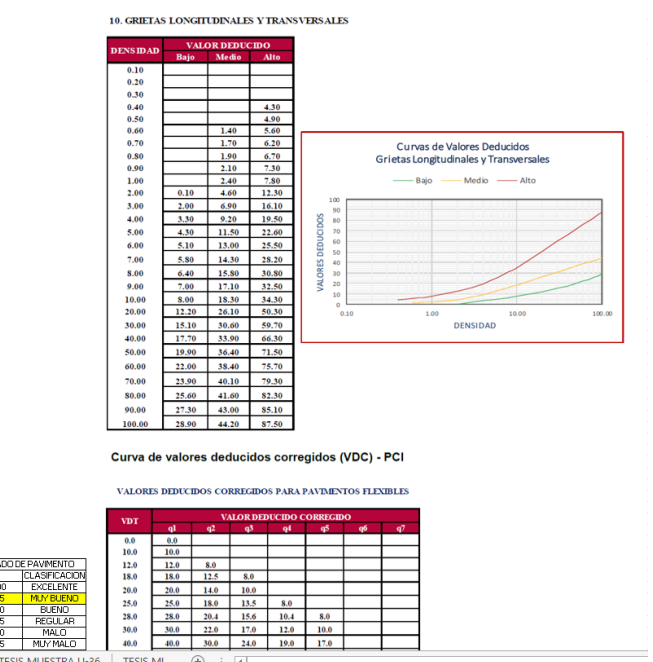 10. GRIETAS LONGITUDINALES Y TRANSVERSALES
DENSIDAD VALOR DEDUCIDO
Bajo Medio Alto
0.10
0.20
0.30
0.40 4.30
0.50 4.90
0.60 1.40 5.60
0.70 1.70 6.20
0.80 1.90 6.70
0.90 2.10 7.30
1.00 2.40 7.80
2.00 0.10 4.60 12.30
3.00 2.00 6.90 16.10
4.00 3.30 9.20 19.50
5.00 4.30 11.50 22.60
6.00 5.10 13.00 25.50
7.00 5.80 14.30 28.20
8.00 6.40 15.80 30.80
9.00 7.00 17.10 32.50
10.00 8.00 18.30 34.30
20.00 12.20 26.10 50.30
30.00 15.10 30.60 59.70
40.00 17.70 33.90 66.30
50.00 19.90 36.40 71.50
60.00 22.00 38.40 75.70
70.00 23.90 40.10 79.30
80.00 25.60 41.60 82.30
90.00 27.30 43.00 85.10
100.00 28.90 44.20 87.50
Curvas de Valores Deducidos
Grietas Longitudinales y Transversales
Bajo Medio Alto
VALORES DEDUCIDOS
100
90
80
70
60
50
40
30
20
10
0
0.10 1.00 10.00 100.00
DENSIDAD
Curva de valores deducidos corregidos (VDC) - PCI
VALORES DEDUCIDOS CORREGIDOS PARA PAVIMENTOS FLEXIBLES
VDT VALOR DEDUCIDO CORREGIDO
q1 q2 q3 q4 q5 q6 q7
0.0 0.0
10.0 10.0
12.0 12.0 8.0
18.0 18.0 12.5 8.0
20.0 20.0 14.0 10.0
25.0 25.0 18.0 13.5 8.0
28.0 28.0 20.4 15.6 10.4 8.0
30.0 30.0 22.0 17.0 12.0 10.0
40.0 40.0 30.0 24.0 19.0 17.0
DO DE PAVIMENTO
CLASIFICACION
0 EXCELENTE
5 MUY BUENO
0 BUENO
5 REGULAR
0 MALO
5 MUY MALO
TESIS MUESTRA U-36 TESIS MI